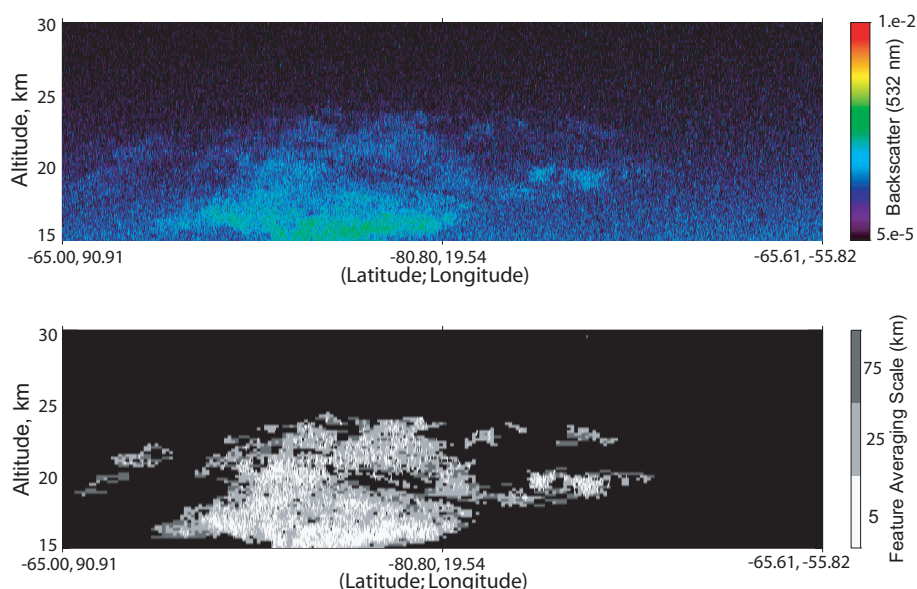 30
25
20
15
Altitude, km
-65.00, 90.91
-80.80, 19.54
-65.61, -55.82
(Latitude; Longitude)
1.e-2
5.e-5
Backscatter (532 nm)
30
25
20
15
Altitude, km
-65.00, 90.91
-80.80, 19.54
-65.61, -55.82
(Latitude; Longitude)
75
25
5
Feature Averaging Scale (km)